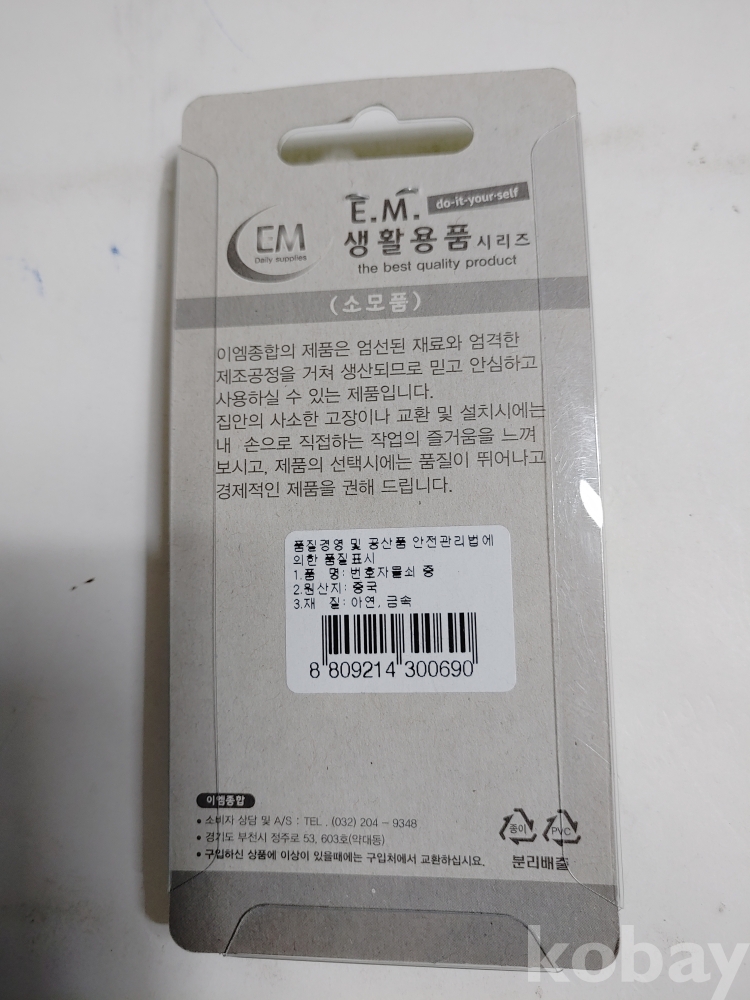 EM
Daily supplies
E.M. do-it-your-self
생활용품 시리즈
the best quality product
(소모품)
이엠종합의 제품은 엄선된 재료와 엄격한
제조공정을 거쳐 생산되므로 믿고 안심하고
사용하실 수 있는 제품입니다.
집안의 사소한 고장이나 교환 및 설치시에는
내 손으로 직접하는 작업의 즐거움을 느껴
보시고, 제품의 선택시에는 품질이 뛰어나고
경제적인 제품을 권해 드립니다.
품질경영 및 공산품 안전관리법에
의한 품질표시
1.품 명: 번호자물쇠 중
2.원산지: 중국
3.재 질: 아연, 금속
8 809214 300690
이엠종합
• 소비자 상담 및 A/S : TEL . (032) 204 ~ 9348
• 경기도 부천시 정주로 53, 603호(약대동)
• 구입하신 상품에 이상이 있을때에는 구입처에서 교환하십시요.
종이 PVC
분리배출
kobay